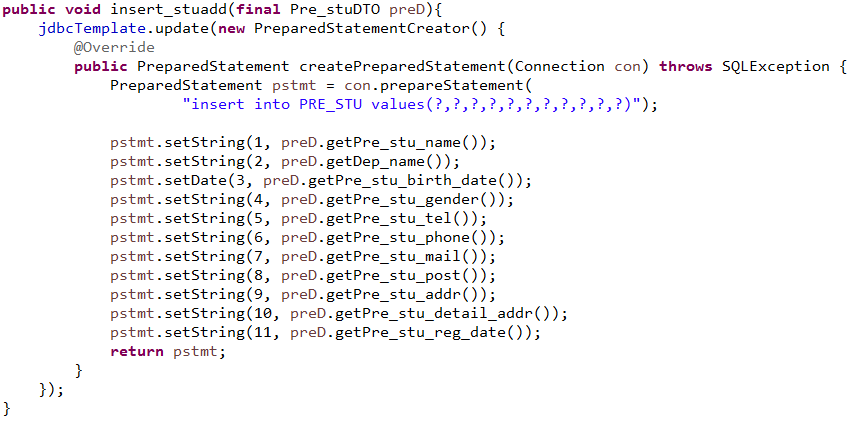 public void insert_stuadd(final Pre_stuDTO preD){
jdbcTemplate.update(new PreparedStatementCreator() {
@Override
public PreparedStatement createPreparedStatement(Connection con) throws SQLException {
PreparedStatement pstmt = con.prepareStatement(
"insert into PRE_STU values(?,?,?,?,?,?,?,?,?,?,?)");
pstmt.setString(1, preD.getPre_stu_name());
pstmt.setString(2, preD.getDep_name());
pstmt.setDate(3, preD.getPre_stu_birth_date());
pstmt.setString(4, preD.getPre_stu_gender());
pstmt.setString(5, preD.getPre_stu_tel());
pstmt.setString(6, preD.getPre_stu_phone());
pstmt.setString(7, preD.getPre_stu_mail());
pstmt.setString(8, preD.getPre_stu_post());
pstmt.setString(9, preD.getPre_stu_addr());
pstmt.setString(10, preD.getPre_stu_detail_addr());
pstmt.setString(11, preD.getPre_stu_reg_date());
return pstmt;
}
});
}